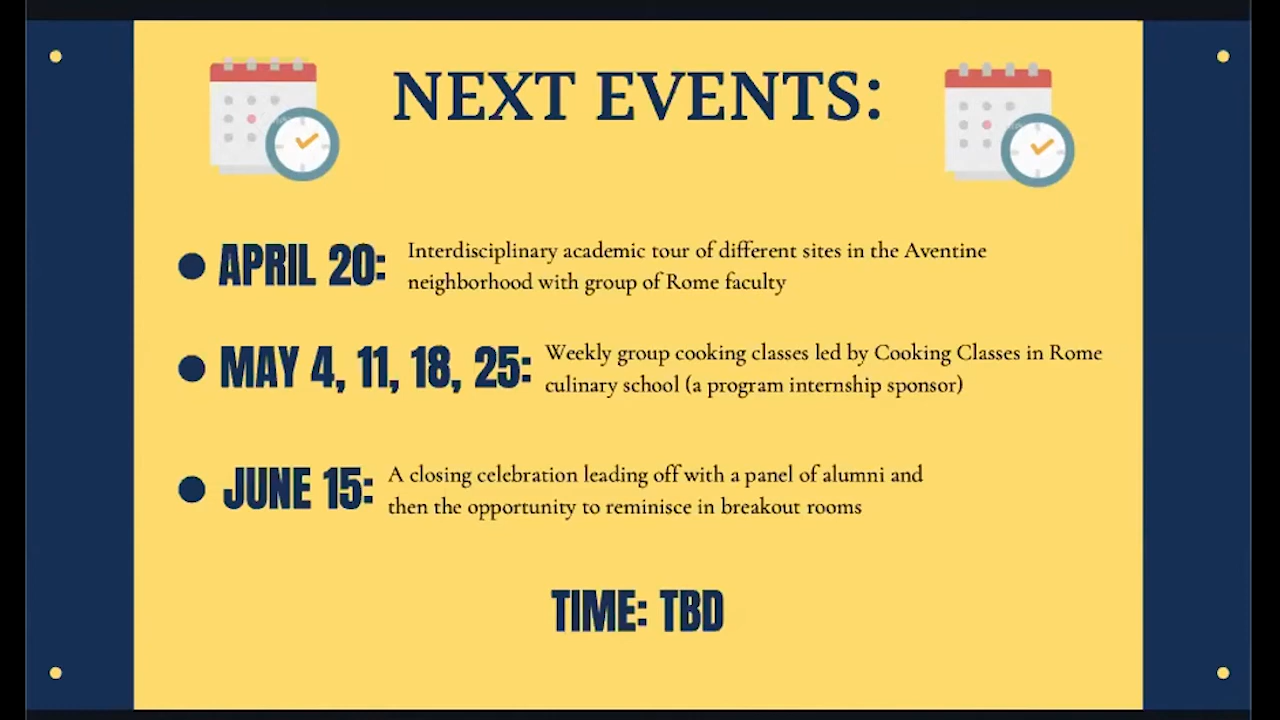 NEXT EVENTS:
APRIL 20: Interdisciplinary academic tour of different sites in the Aventine
neighborhood with group of Rome faculty
MAY 4, 11, 18, 25: Weekly group cooking classes led by Cooking Classes in Rome
culinary school (a program internship sponsor)
JUNE 15: A closing celebration leading off with a panel of alumni and
then the opportunity to reminisce in breakout rooms
TIME: TBD